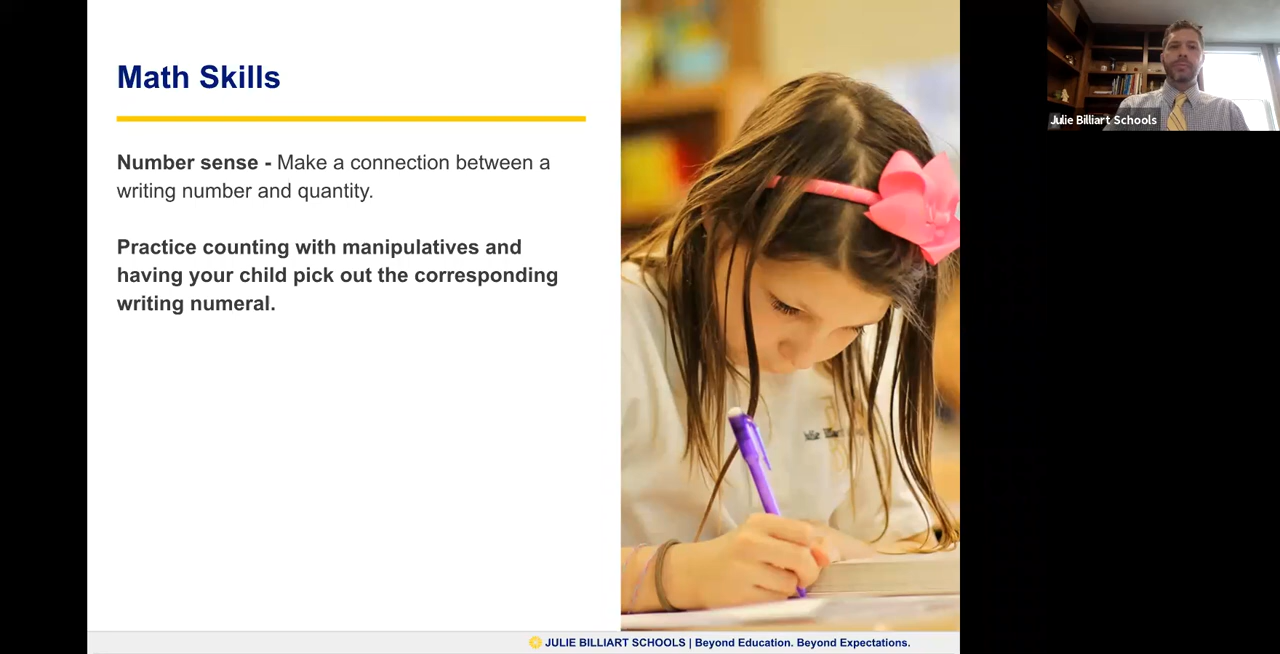 Math Skills
Number sense - Make a connection between a
writing number and quantity.
Practice counting with manipulatives and
having your child pick out the corresponding
writing numeral.
JULIE BILLIART SCHOOLS | Beyond Education. Beyond Expectations.
Julie Billiart Schools